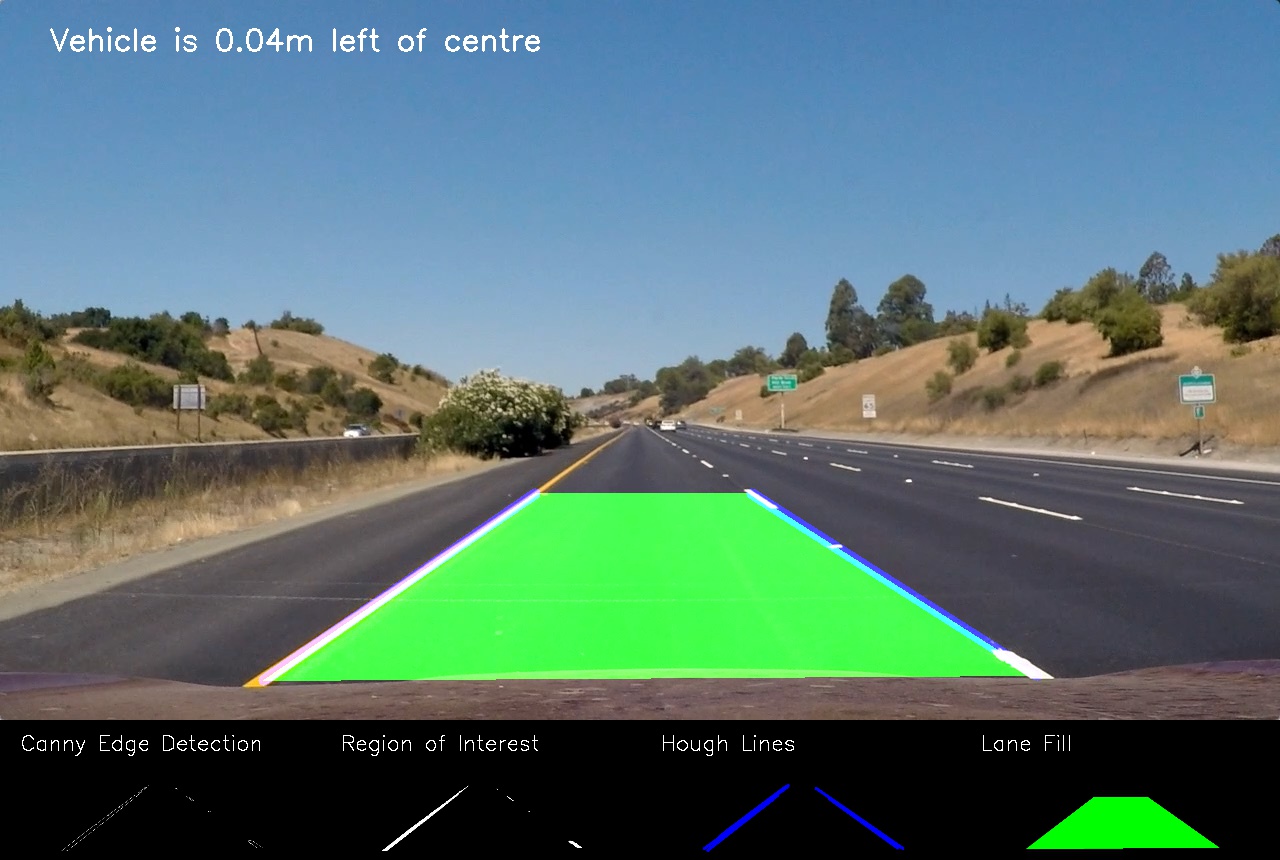 Vehicle is 0.04m left of centre
Canny Edge Detection
Region of Interest
Hough Lines
Lane Fill